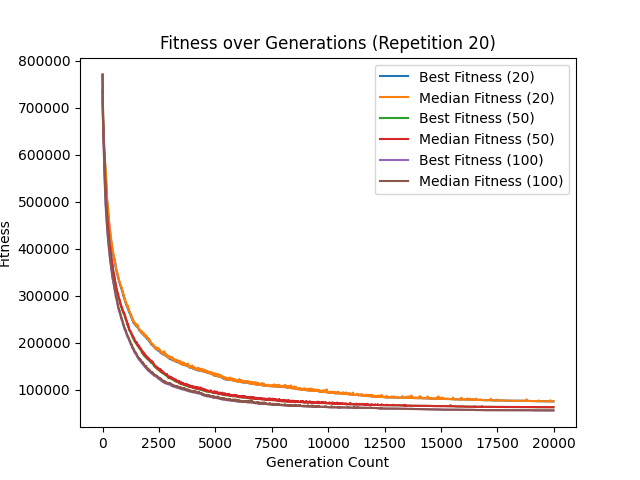 Fitness over Generations (Repetition 20)
800000
700000
600000
500000
400000
300000
200000
100000
Fitness
Best Fitness (20)
Median Fitness (20)
Best Fitness (50)
Median Fitness (50)
Best Fitness (100)
Median Fitness (100)
0 2500 5000 7500 10000 12500 15000 17500 20000
Generation Count